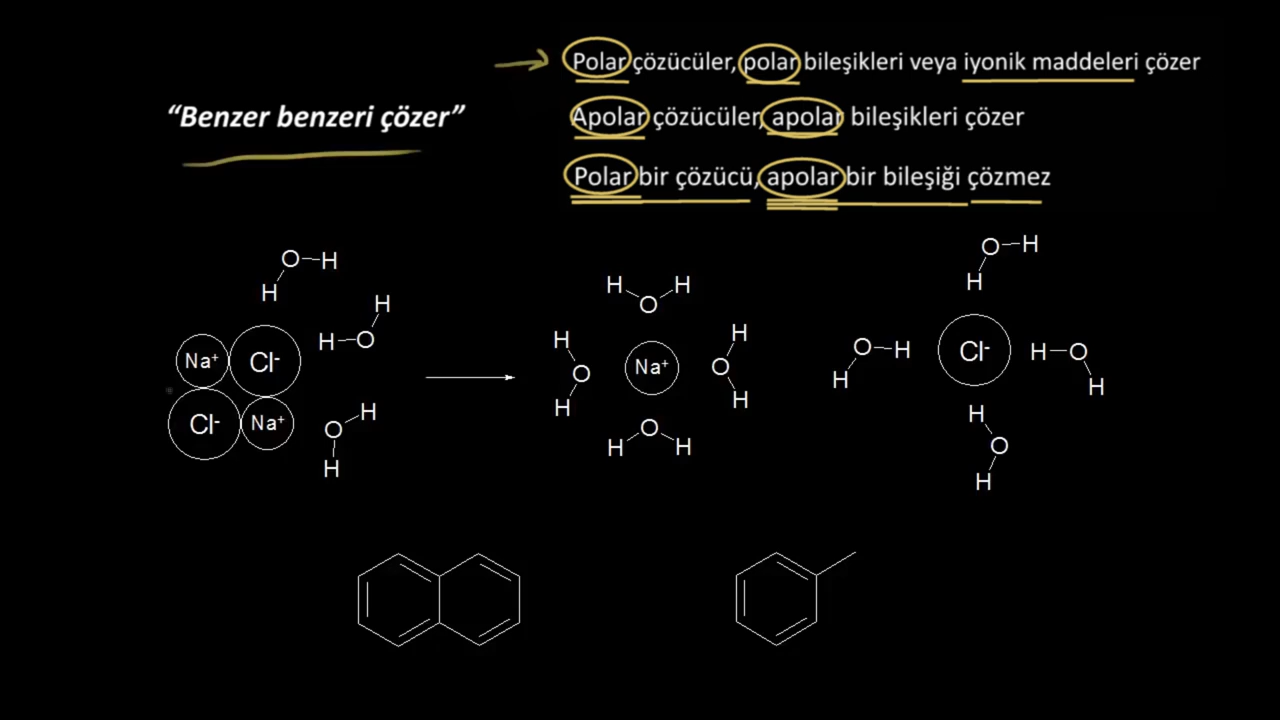 Polar çözücüler, polar bileşikleri veya iyonik maddeleri çözer
“Benzer benzeri çözer”
Apolar çözücüler, apolar bileşikleri çözer
Polar bir çözücü, apolar bir bileşiği çözmez
O H
H
H
H O
Na⁺ Cl⁻
Cl⁻ Na⁺
O H
H
H H
O
H
O
H
Na⁺
H
O
H
O
H H
O H
H
O H
H
Cl⁻
H O
H
H
O
H